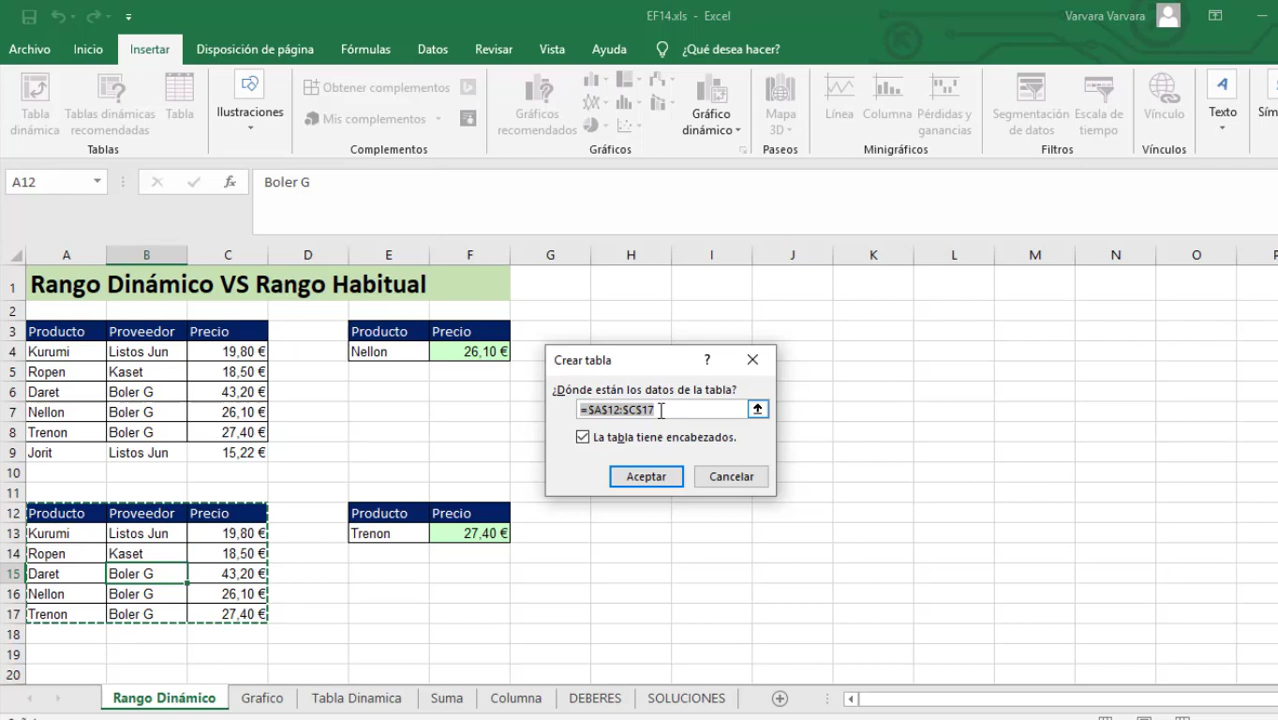 EF14.xls - Excel
Varvara Varvara
Archivo Inicio Insertar Disposición de página Fórmulas Datos Revisar Vista Ayuda ¿Qué desea hacer?
Tabla dinámica
Tablas dinámicas recomendadas
Tabla
Ilustraciones
Obtener complementos
Mis complementos
Gráficos recomendados
Gráfico dinámico
Mapa 3D
Línea
Columna
Pérdidas y ganancias
Segmentación de datos
Escala de tiempo
Vínculo
Texto
Tablas Complementos Gráficos Paseos Minigráficos Filtros Vínculos
A12 fx Boler G
A B C D E F G H I J K L M N O
1 Rango Dinámico VS Rango Habitual
2
3 Producto Proveedor Precio Producto Precio
4 Kurumi Listos Jun 19,80 € Nellon 26,10 €
5 Ropen Kaset 18,50 €
6 Daret Boler G 43,20 €
7 Nellon Boler G 26,10 €
8 Trenon Boler G 27,40 €
9 Jorit Listos Jun 15,22 €
10
11
12 Producto Proveedor Precio Producto Precio
13 Kurumi Listos Jun 19,80 € Trenon 27,40 €
14 Ropen Kaset 18,50 €
15 Daret Boler G 43,20 €
16 Nellon Boler G 26,10 €
17 Trenon Boler G 27,40 €
18
19
20
Crear tabla ?
¿Dónde están los datos de la tabla?
=$A$12:$C$17
La tabla tiene encabezados.
Aceptar Cancelar
Rango Dinámico Grafico Tabla Dinamica Suma Columna DEBERES SOLUCIONES